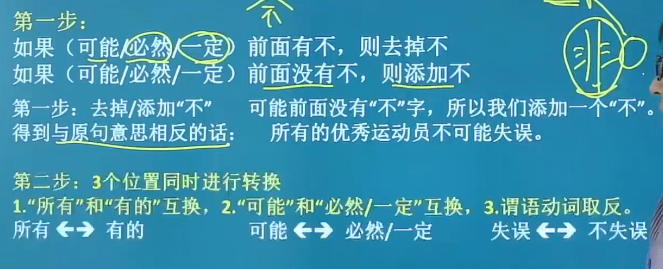 不
第一步：
如果（可能/必然/一定）前面有不，则去掉不
如果（可能/必然/一定）前面没有不，则添加不
非
第一步：去掉/添加“不” 可能前面没有“不”字，所以我们添加一个“不”。
得到与原句意思相反的话： 所有的优秀运动员不可能失误。
第二步：3个位置同时进行转换
1.“所有”和“有的”互换，2.“可能”和“必然/一定”互换，3.谓语动词取反。
所有 ↔ 有的 可能 ↔ 必然/一定 失误 ↔ 不失误